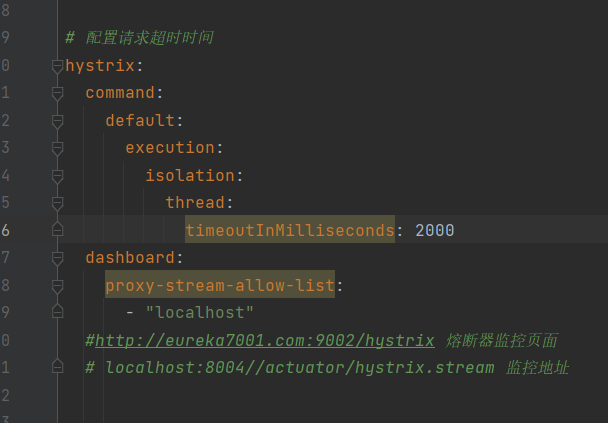 8
9 # 配置请求超时时间
0 hystrix:
1 command:
2 default:
3 execution:
4 isolation:
5 thread:
6 timeoutInMilliseconds: 2000
7 dashboard:
8 proxy-stream-allow-list:
9 - "localhost"
0 #http://eureka7001.com:9002/hystrix 熔断器监控页面
1 # localhost:8004//actuator/hystrix.stream 监控地址
2
3